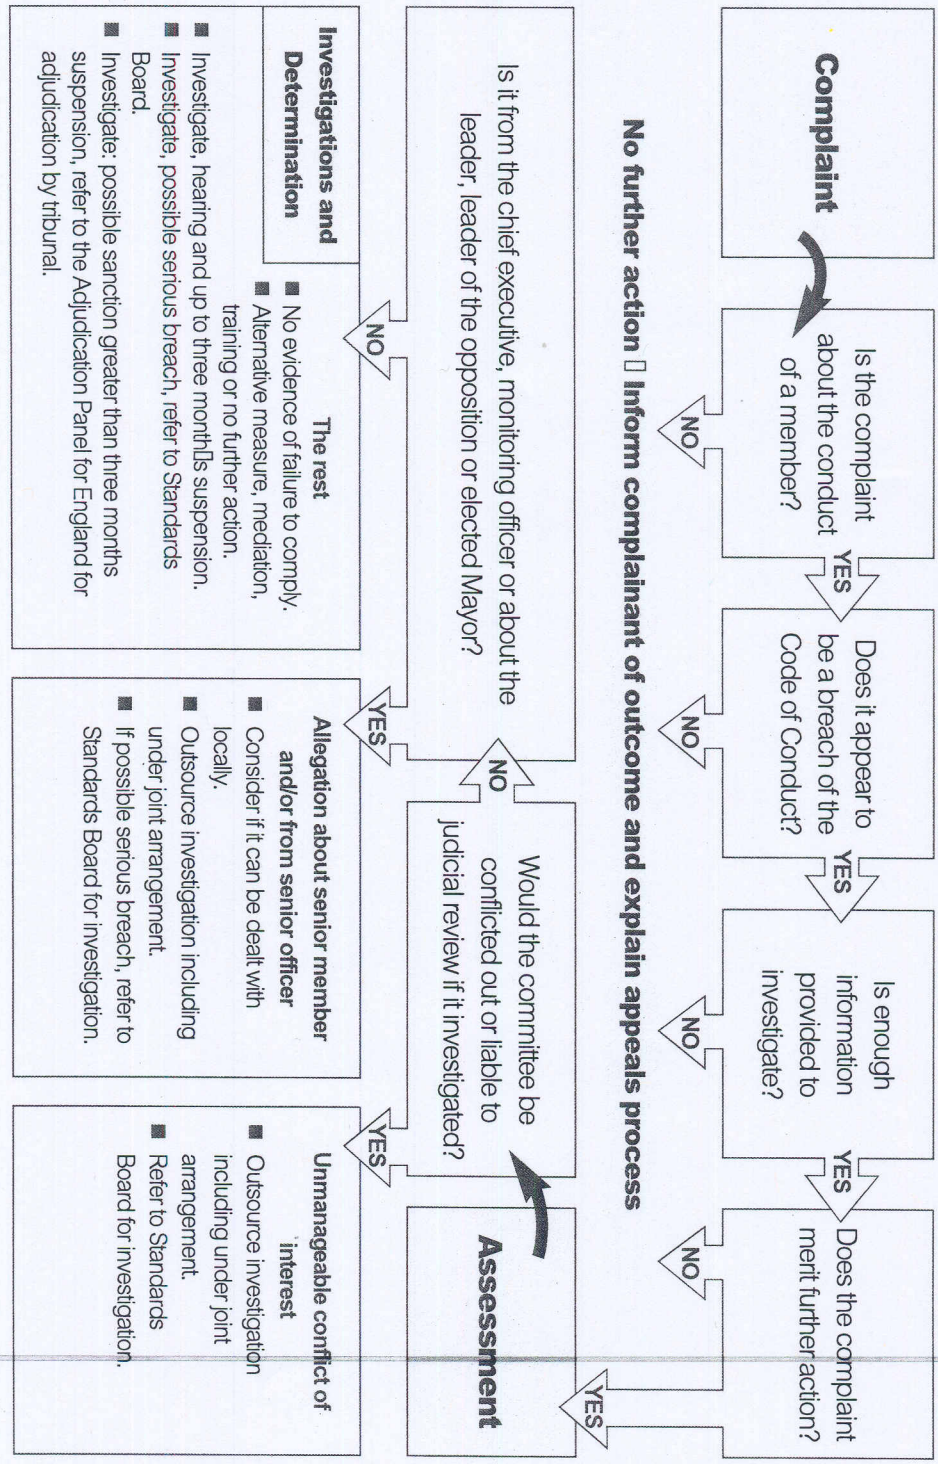 Complaint
Is the complaint
about the conduct
of a member?
YES
NO
Does it appear to
be a breach of the
Code of Conduct?
YES
NO
Is enough
information
provided to
investigate?
YES
NO
Does the complaint
merit further action?
NO
YES
No further action ▯ Inform complainant of outcome and explain appeals process
Assessment
Would the committee be
conflicted out or liable to
judicial review if it investigated?
NO
YES
Is it from the chief executive, monitoring officer or about the
leader, leader of the opposition or elected Mayor?
NO
YES
Investigations and
Determination
The rest
■ No evidence of failure to comply.
■ Alternative measure, mediation,
training or no further action.
■ Investigate, hearing and up to three month▯s suspension.
■ Investigate, possible serious breach, refer to Standards
Board.
■ Investigate: possible sanction greater than three months
suspension, refer to the Adjudication Panel for England for
adjudication by tribunal.
Allegation about senior member
and/or from senior officer
■ Consider if it can be dealt with
locally.
■ Outsource investigation including
under joint arrangement.
■ If possible serious breach, refer to
Standards Board for investigation.
Unmanageable conflict of
interest
■ Outsource investigation
including under joint
arrangement.
■ Refer to Standards
Board for investigation.